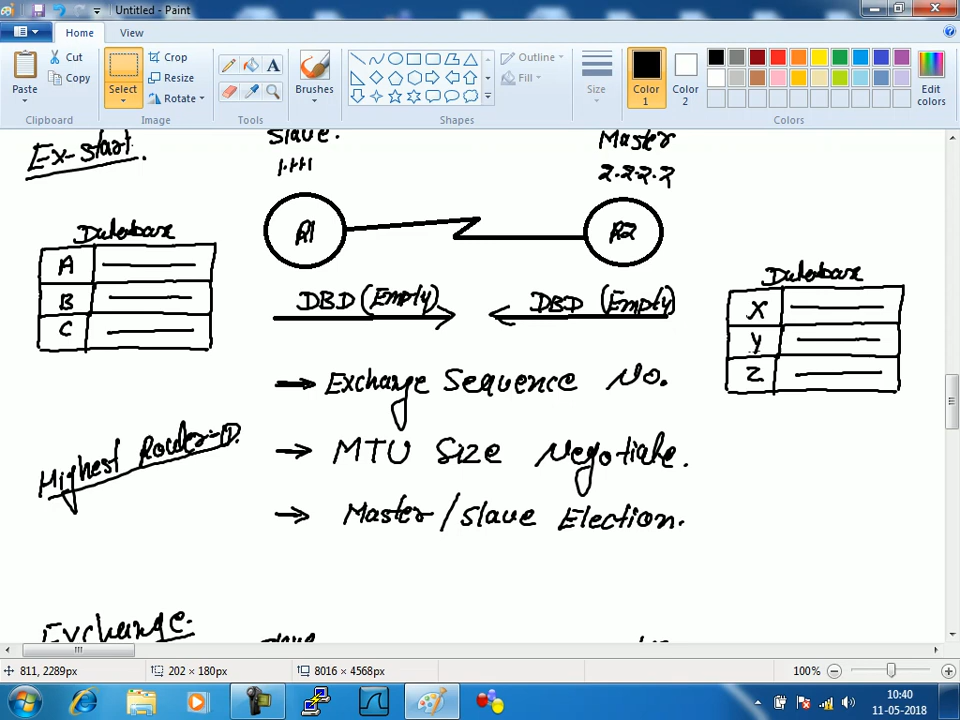 Untitled - Paint
Home
View
Paste
Cut
Copy
Clipboard
Select
Crop
Resize
Rotate
Image
Tools
Brushes
Shapes
Outline
Fill
Size
Color 1
Color 2
Edit colors
Colors
Ex-Start.
Slave.
1.1.1.1
Master
2.2.2.2
R1
R2
Database
A
B
C
Database
X
Y
Z
DBD (Empty)
DBD (Empty)
→ Exchange Sequence No.
→ MTU Size Negotiate.
→ Master/Slave Election.
Highest Router-ID.
Exchange.
811, 2289px
202 × 180px
8016 × 4568px
100%
10:40
11-05-2018